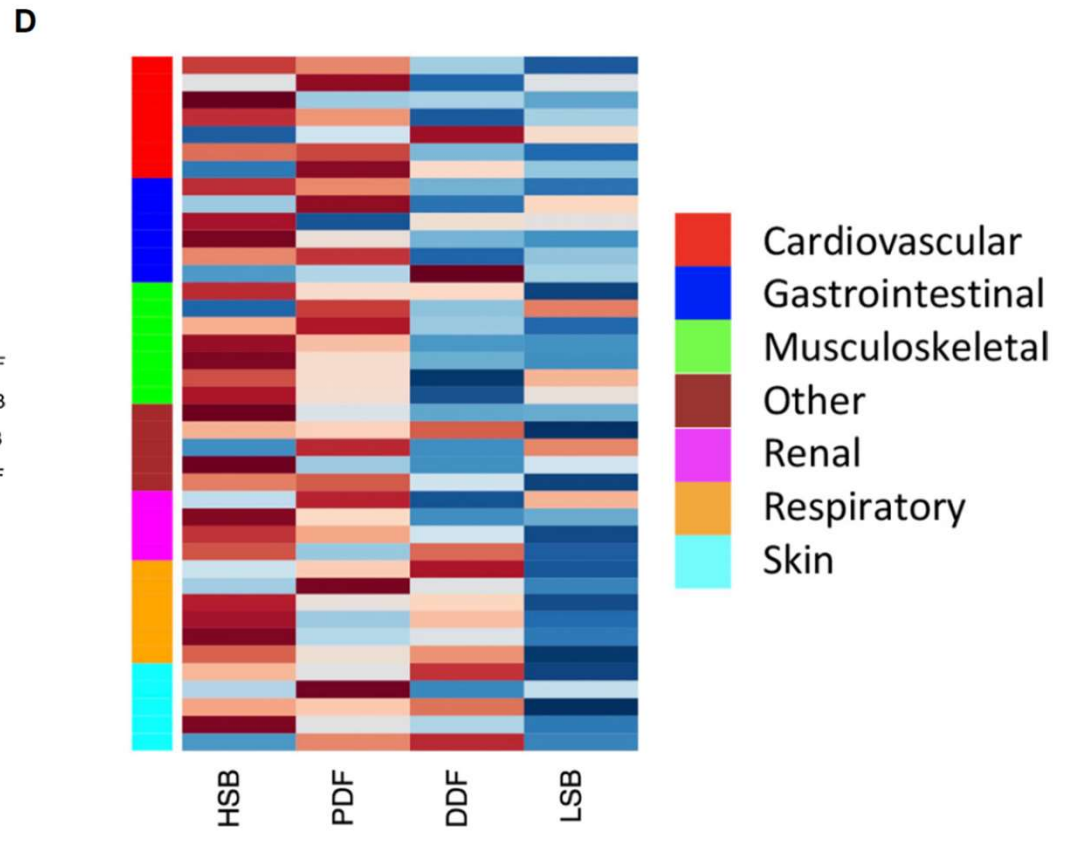 D
F
B
B
F
Cardiovascular
Gastrointestinal
Musculoskeletal
Other
Renal
Respiratory
Skin
HSB
PDF
DDF
LSB